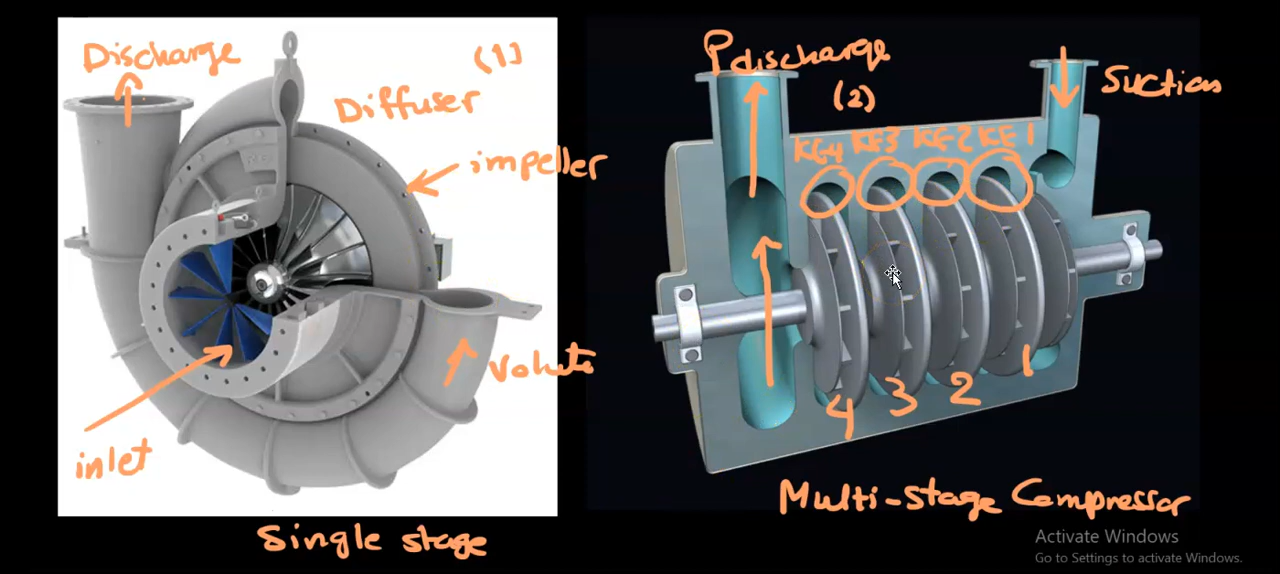 Discharge
(1)
Diffuser
impeller
Volute
inlet
Single stage
Pdischarge
(2)
Suction
KE4 KE3 KE2 KE1
4 3 2 1
Multi-stage Compressor
Activate Windows
Go to Settings to activate Windows.